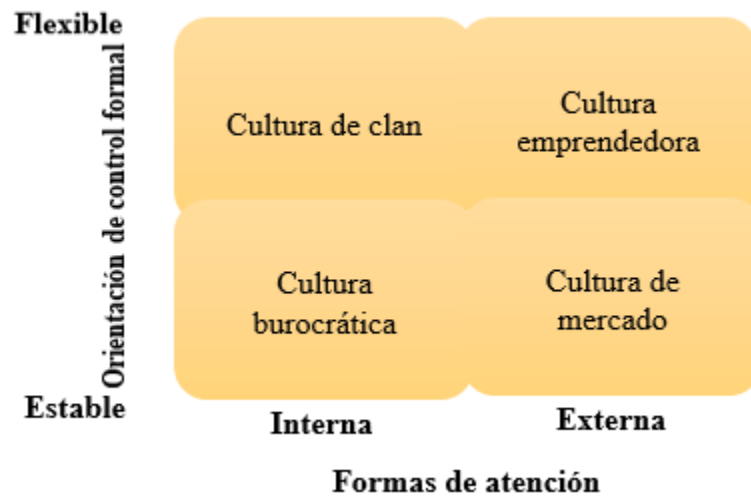 Flexible
Orientación de control formal
Cultura de clan
Cultura
emprendedora
Cultura
burocrática
Cultura de
mercado
Estable
Interna
Externa
Formas de atención